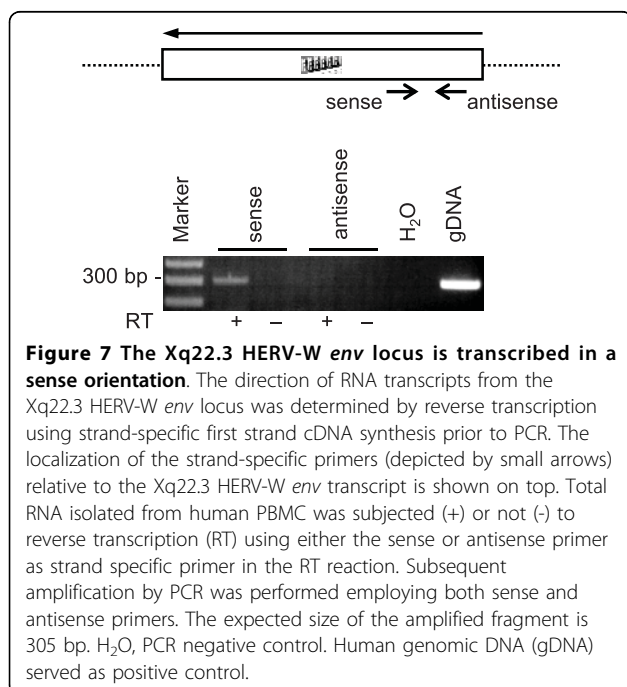 sense
antisense
Marker
sense
antisense
H₂O
gDNA
300 bp -
RT + – + –
Figure 7 The Xq22.3 HERV-W env locus is transcribed in a
sense orientation. The direction of RNA transcripts from the
Xq22.3 HERV-W env locus was determined by reverse transcription
using strand-specific first strand cDNA synthesis prior to PCR. The
localization of the strand-specific primers (depicted by small arrows)
relative to the Xq22.3 HERV-W env transcript is shown on top. Total
RNA isolated from human PBMC was subjected (+) or not (-) to
reverse transcription (RT) using either the sense or antisense primer
as strand specific primer in the RT reaction. Subsequent
amplification by PCR was performed employing both sense and
antisense primers. The expected size of the amplified fragment is
305 bp. H₂O, PCR negative control. Human genomic DNA (gDNA)
served as positive control.